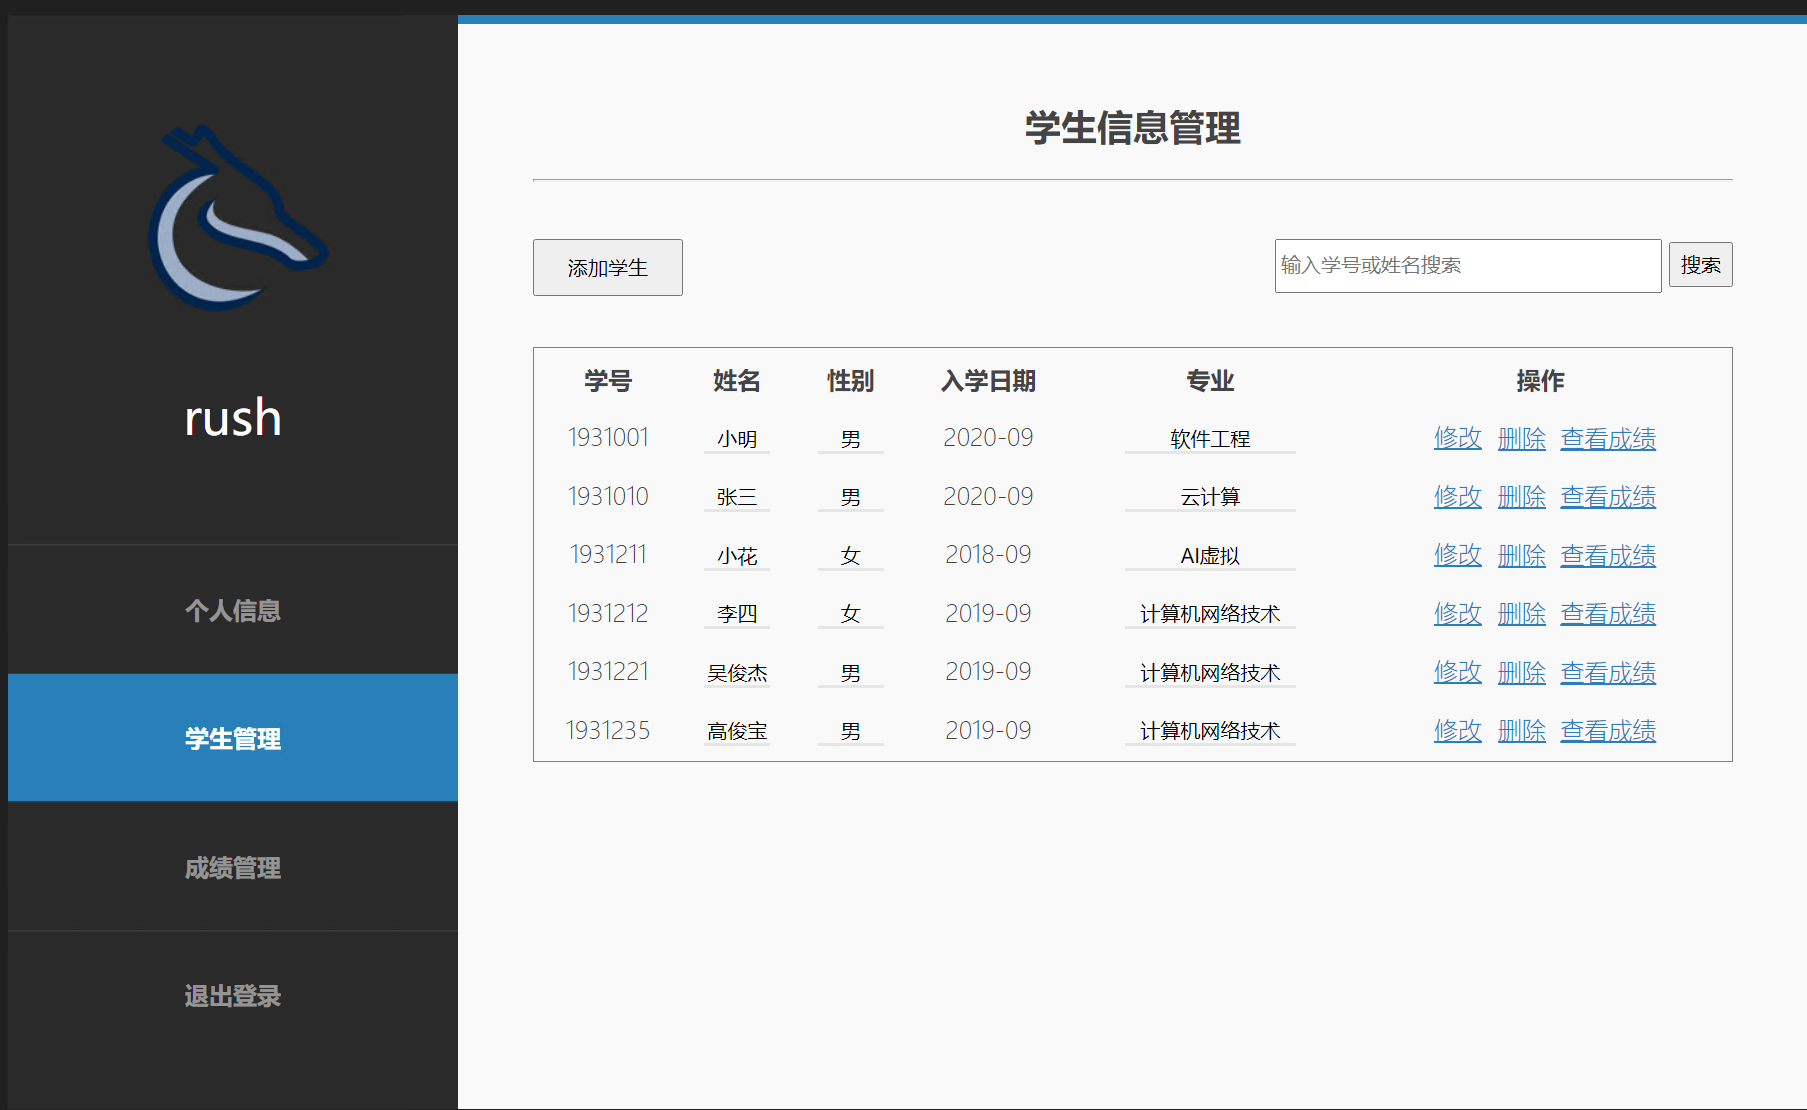 rush
个人信息
学生管理
成绩管理
退出登录
学生信息管理
添加学生 输入学号或姓名搜索 搜索
学号 姓名 性别 入学日期 专业 操作
1931001 小明 男 2020-09 软件工程 修改 删除 查看成绩
1931010 张三 男 2020-09 云计算 修改 删除 查看成绩
1931211 小花 女 2018-09 AI虚拟 修改 删除 查看成绩
1931212 李四 女 2019-09 计算机网络技术 修改 删除 查看成绩
1931221 吴俊杰 男 2019-09 计算机网络技术 修改 删除 查看成绩
1931235 高俊宝 男 2019-09 计算机网络技术 修改 删除 查看成绩